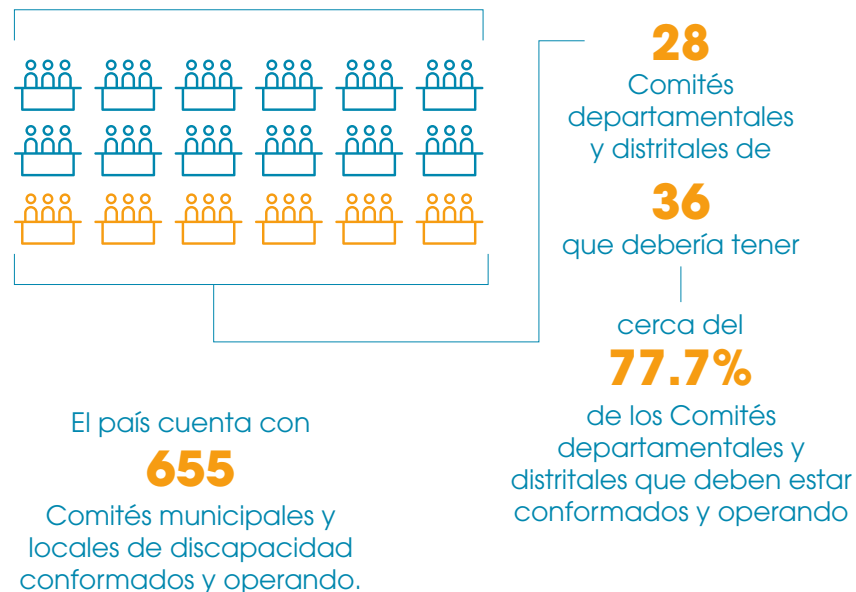 28
Comités
departamentales
y distritales de
36
que debería tener
cerca del
77.7%
de los Comités
departamentales y
distritales que deben estar
conformados y operando
El país cuenta con
655
Comités municipales y
locales de discapacidad
conformados y operando.